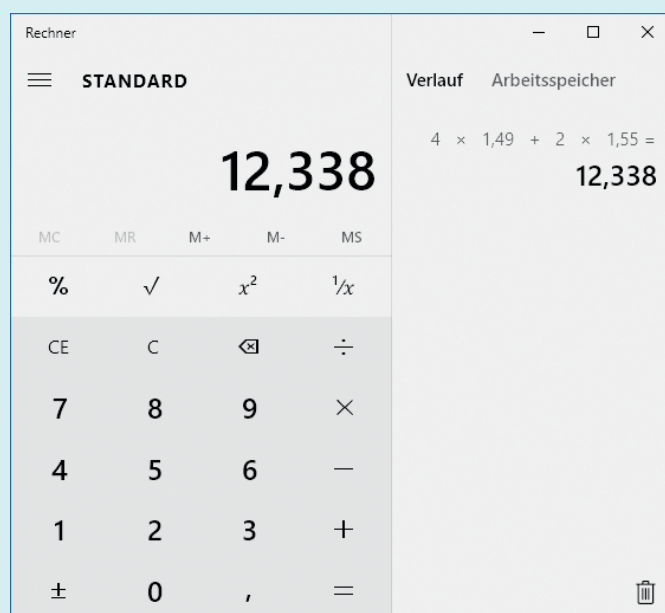 Rechner
STANDARD
Verlauf Arbeitsspeicher
4 × 1,49 + 2 × 1,55 =
12,338
12,338
MC MR M+ M- MS
% √ x² ¹/x
CE C ÷
7 8 9 ×
4 5 6 −
1 2 3 +
± 0 , =